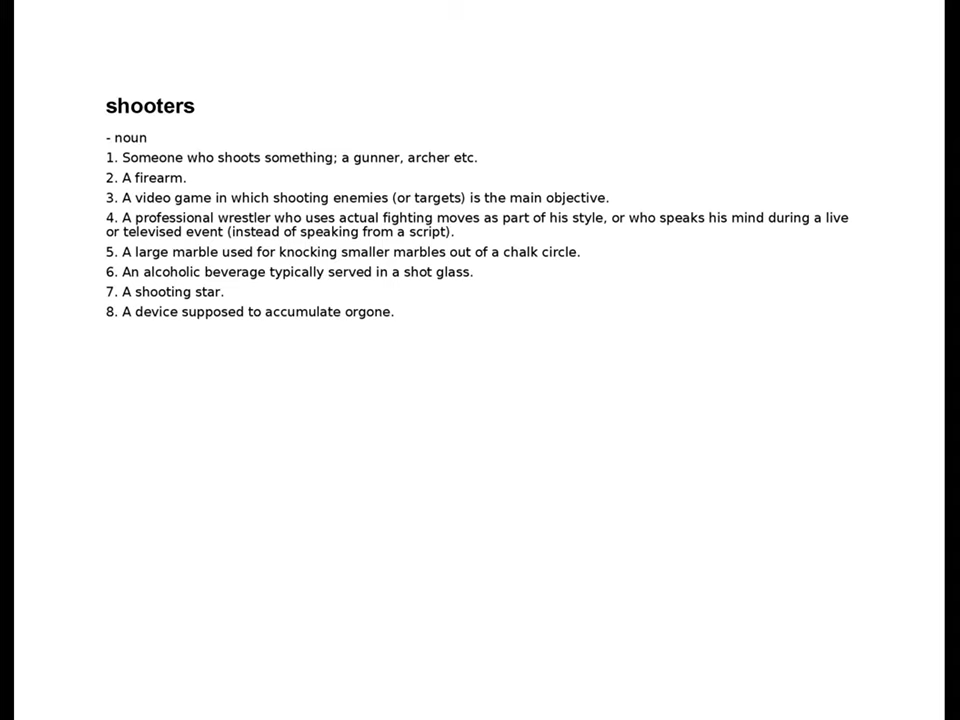 shooters
- noun
1. Someone who shoots something; a gunner, archer etc.
2. A firearm.
3. A video game in which shooting enemies (or targets) is the main objective.
4. A professional wrestler who uses actual fighting moves as part of his style, or who speaks his mind during a live
or televised event (instead of speaking from a script).
5. A large marble used for knocking smaller marbles out of a chalk circle.
6. An alcoholic beverage typically served in a shot glass.
7. A shooting star.
8. A device supposed to accumulate orgone.